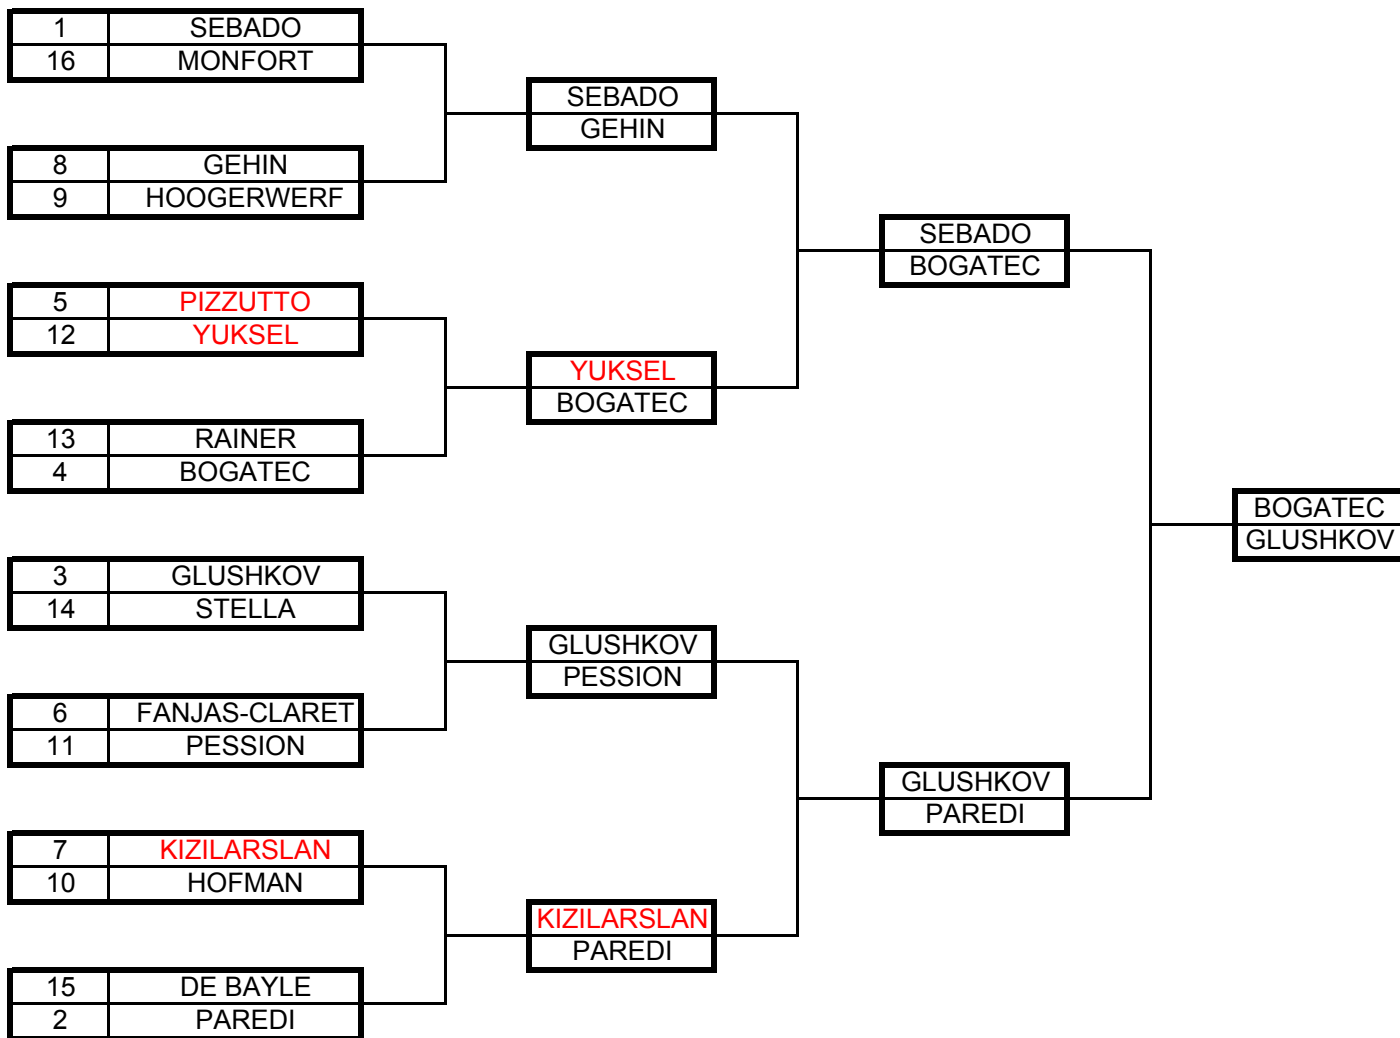 1 SEBADO
16 MONFORT
SEBADO
GEHIN
8 GEHIN
9 HOOGERWERF
SEBADO
BOGATEC
5 PIZZUTTO
12 YUKSEL
YUKSEL
BOGATEC
13 RAINER
4 BOGATEC
BOGATEC
GLUSHKOV
3 GLUSHKOV
14 STELLA
GLUSHKOV
PESSION
6 FANJAS-CLARET
11 PESSION
GLUSHKOV
PAREDI
7 KIZILARSLAN
10 HOFMAN
KIZILARSLAN
PAREDI
15 DE BAYLE
2 PAREDI